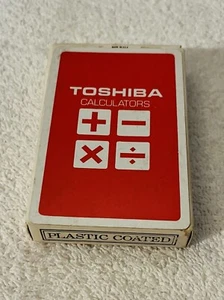 TOSHIBA
CALCULATORS
+ −
× ÷
PLASTIC COATED